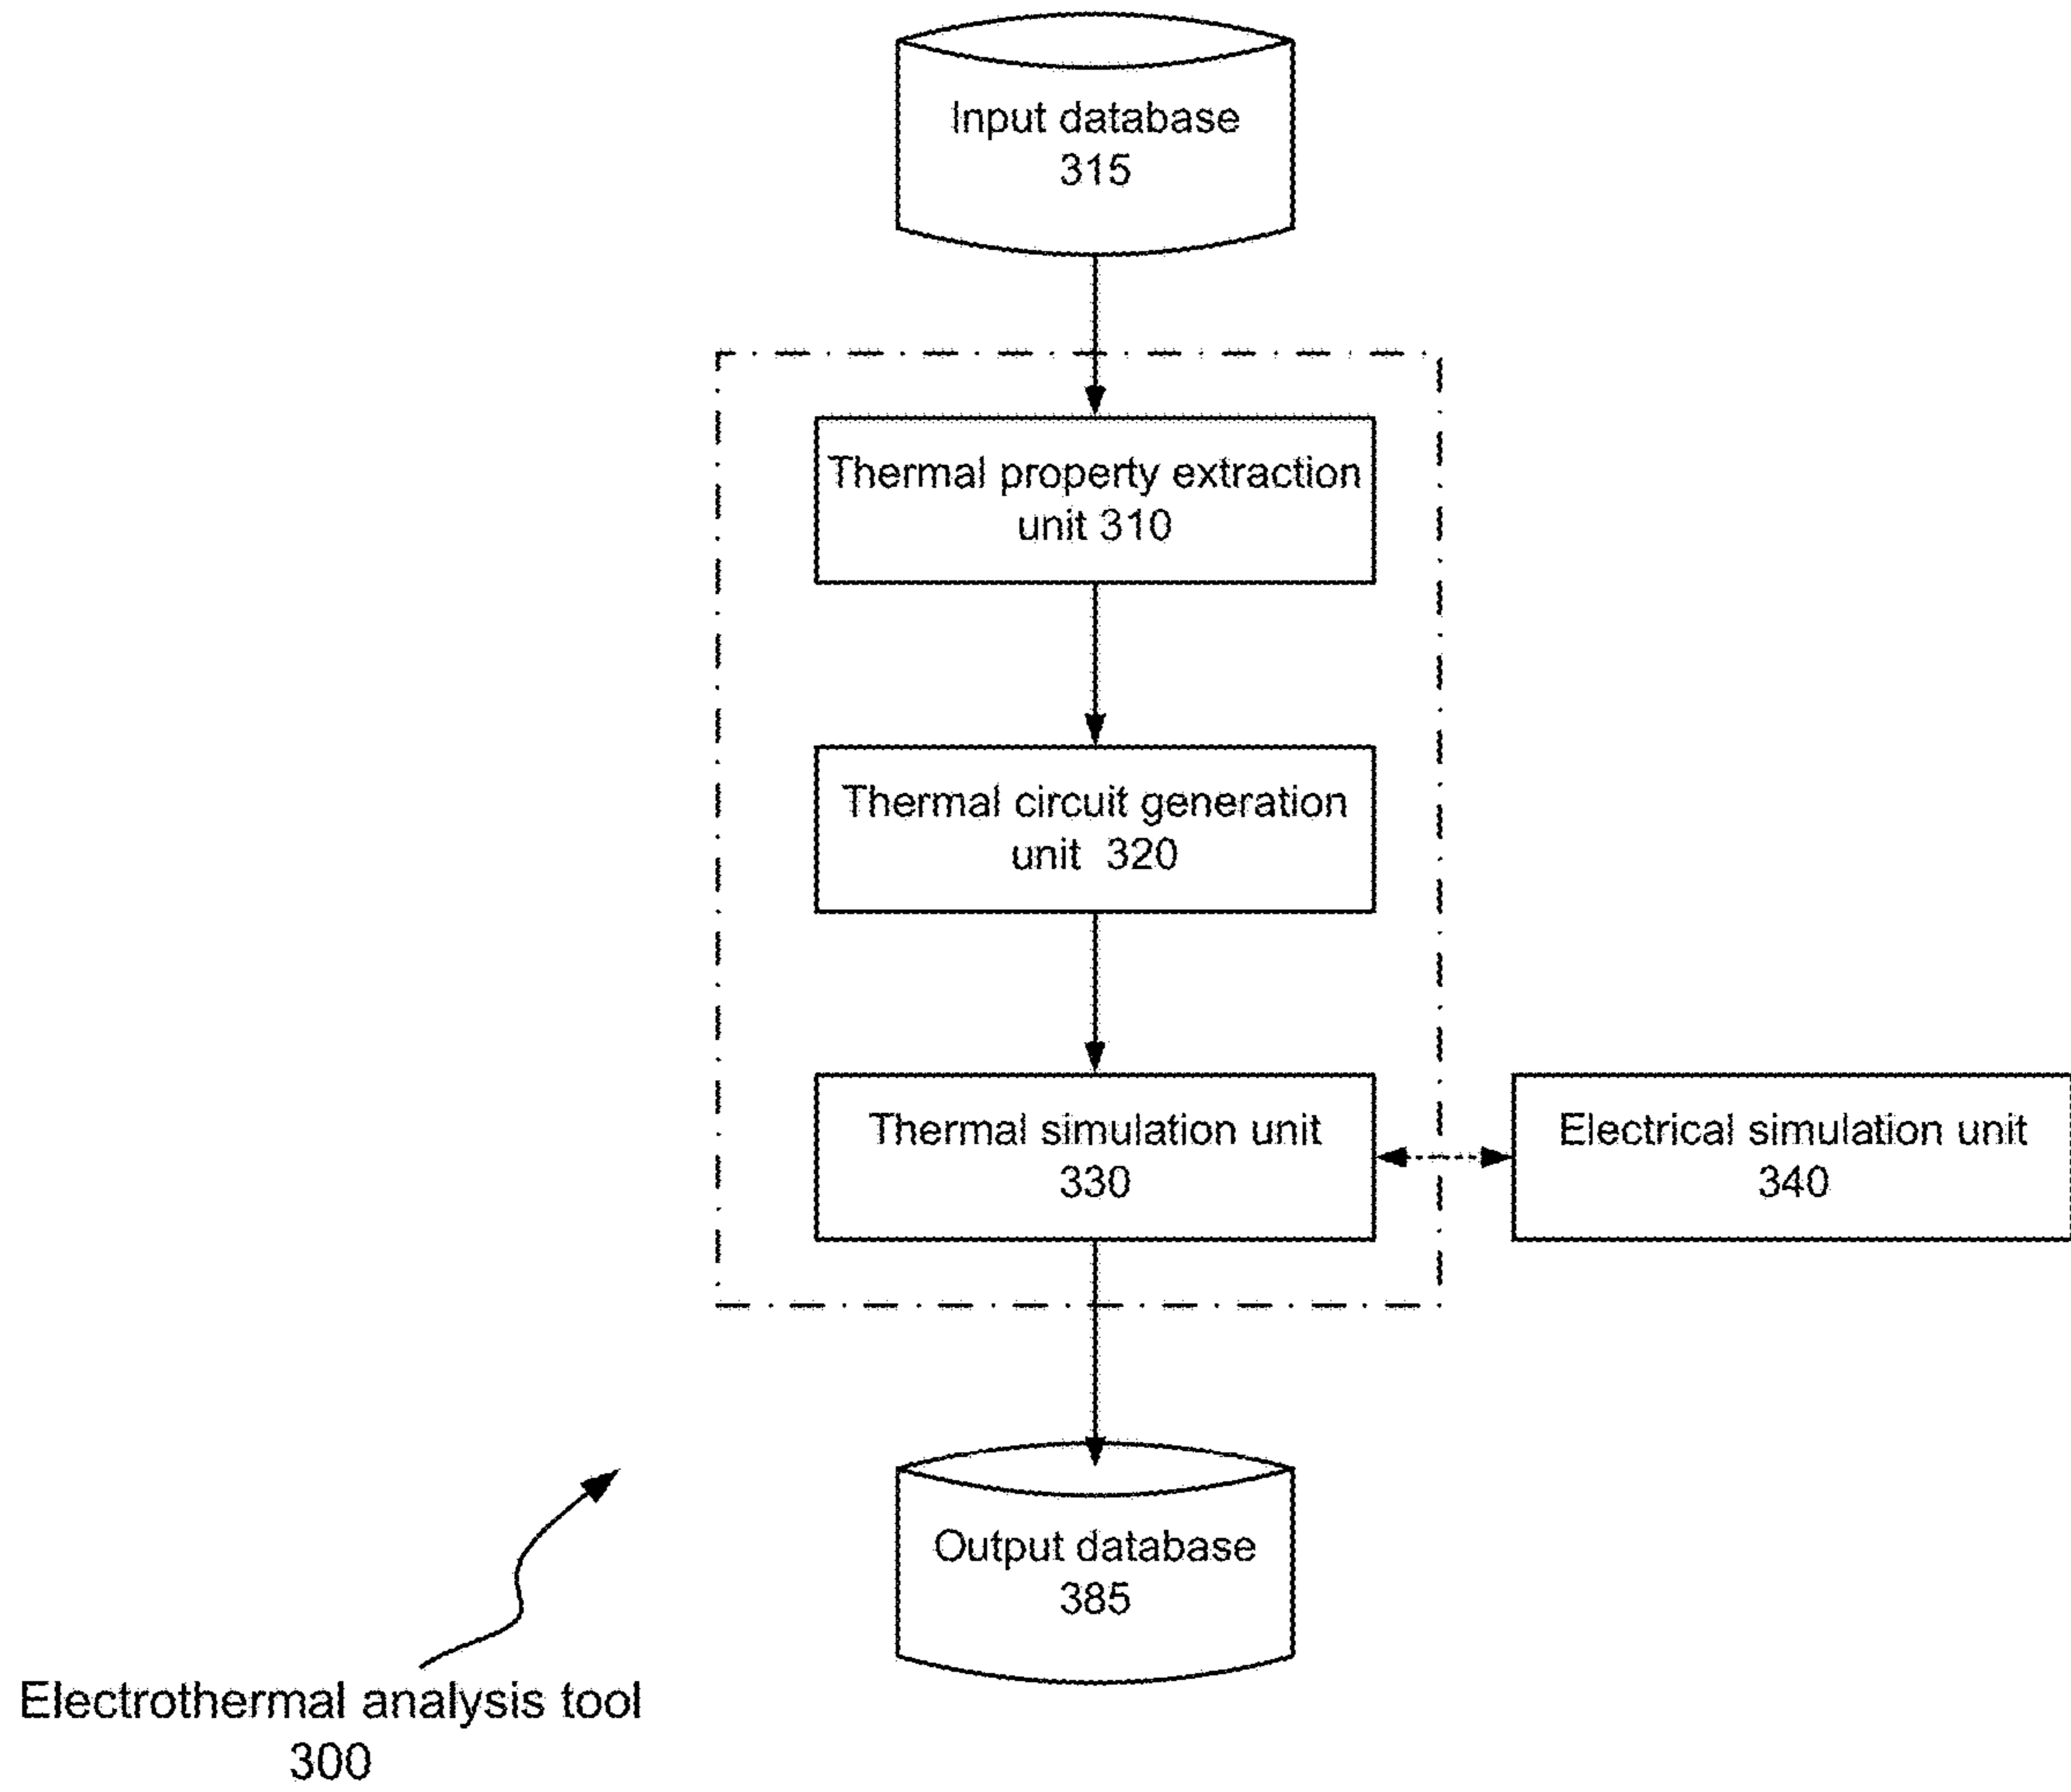 Input database
315
Thermal property extraction
unit 310
Thermal circuit generation
unit 320
Thermal simulation unit
330
Electrical simulation unit
340
Output database
385
Electrothermal analysis tool
300